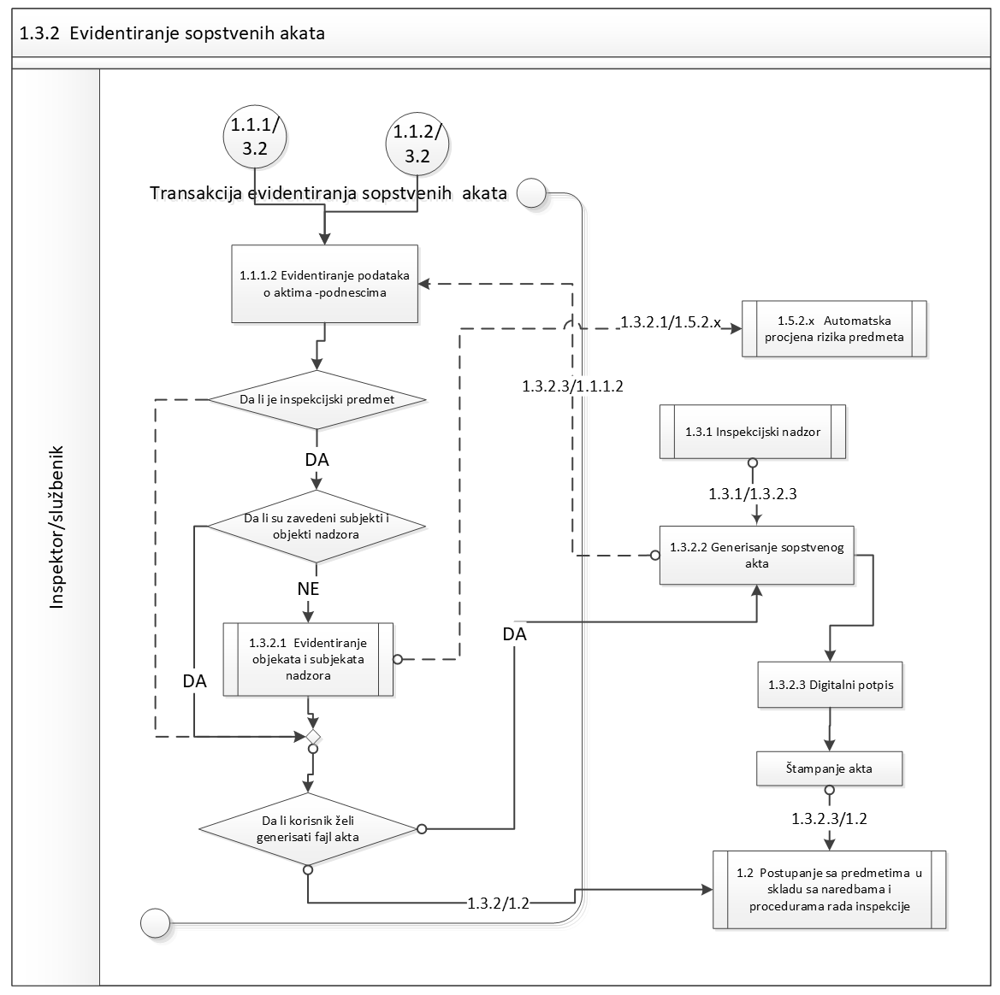 1.3.2 Evidentiranje sopstvenih akata
Inspektor/službenik
1.1.1/
3.2
1.1.2/
3.2
Transakcija evidentiranja sopstvenih akata
1.1.1.2 Evidentiranje podataka
o aktima -podnescima
1.3.2.1/1.5.2.x
1.5.2.x Automatska
procjena rizika predmeta
Da li je inspekcijski predmet
1.3.2.3/1.1.1.2
1.3.1 Inspekcijski nadzor
DA
1.3.1/1.3.2.3
Da li su zavedeni subjekti i
objekti nadzora
1.3.2.2 Generisanje sopstvenog
akta
NE
1.3.2.1 Evidentiranje
objekata i subjekata
nadzora
DA
DA
1.3.2.3 Digitalni potpis
Štampanje akta
Da li korisnik želi
generisati fajl akta
1.3.2.3/1.2
1.2 Postupanje sa predmetima u
skladu sa naredbama i
procedurama rada inspekcije
1.3.2/1.2